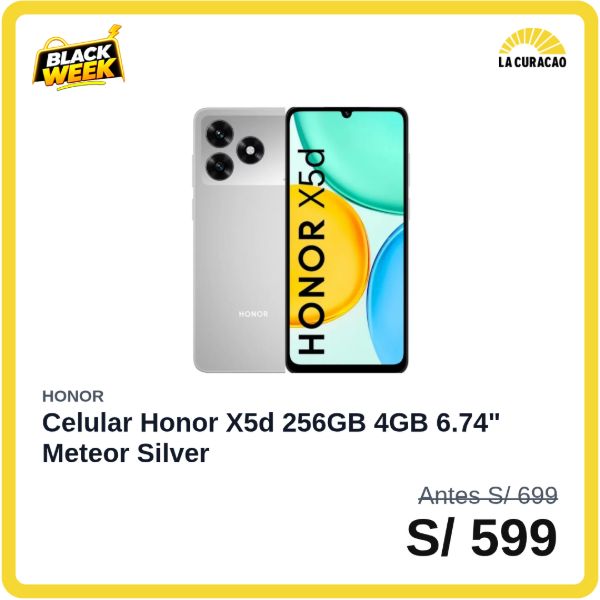 BLACK
WEEK
LA CURACAO
HONOR X5d
HONOR
HONOR
Celular Honor X5d 256GB 4GB 6.74"
Meteor Silver
Antes S/ 699
S/ 599